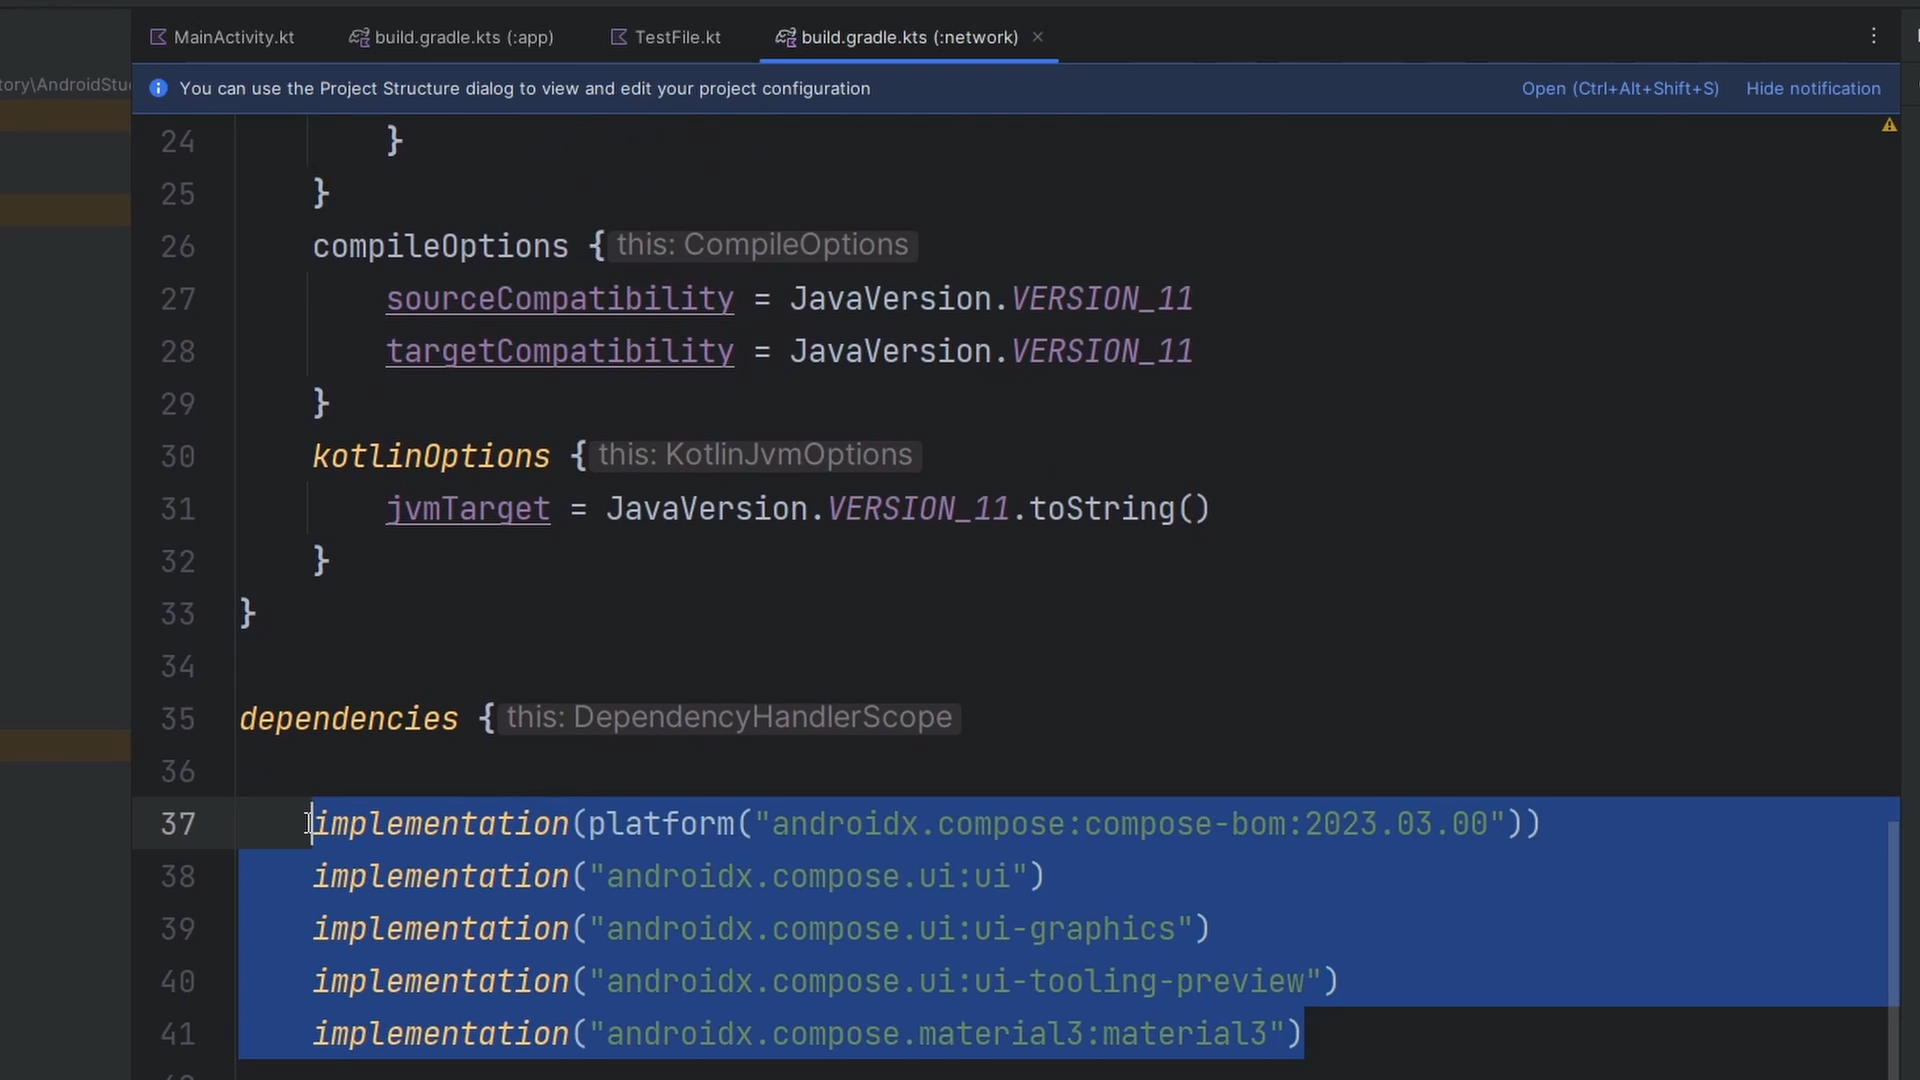 MainActivity.kt build.gradle.kts (:app) TestFile.kt build.gradle.kts (:network)
tory\AndroidStu
You can use the Project Structure dialog to view and edit your project configuration Open (Ctrl+Alt+Shift+S) Hide notification
24 }
25 }
26 compileOptions { this: CompileOptions
27 sourceCompatibility = JavaVersion.VERSION_11
28 targetCompatibility = JavaVersion.VERSION_11
29 }
30 kotlinOptions { this: KotlinJvmOptions
31 jvmTarget = JavaVersion.VERSION_11.toString()
32 }
33 }
34
35 dependencies { this: DependencyHandlerScope
36
37 implementation(platform("androidx.compose:compose-bom:2023.03.00"))
38 implementation("androidx.compose.ui:ui")
39 implementation("androidx.compose.ui:ui-graphics")
40 implementation("androidx.compose.ui:ui-tooling-preview")
41 implementation("androidx.compose.material3:material3")